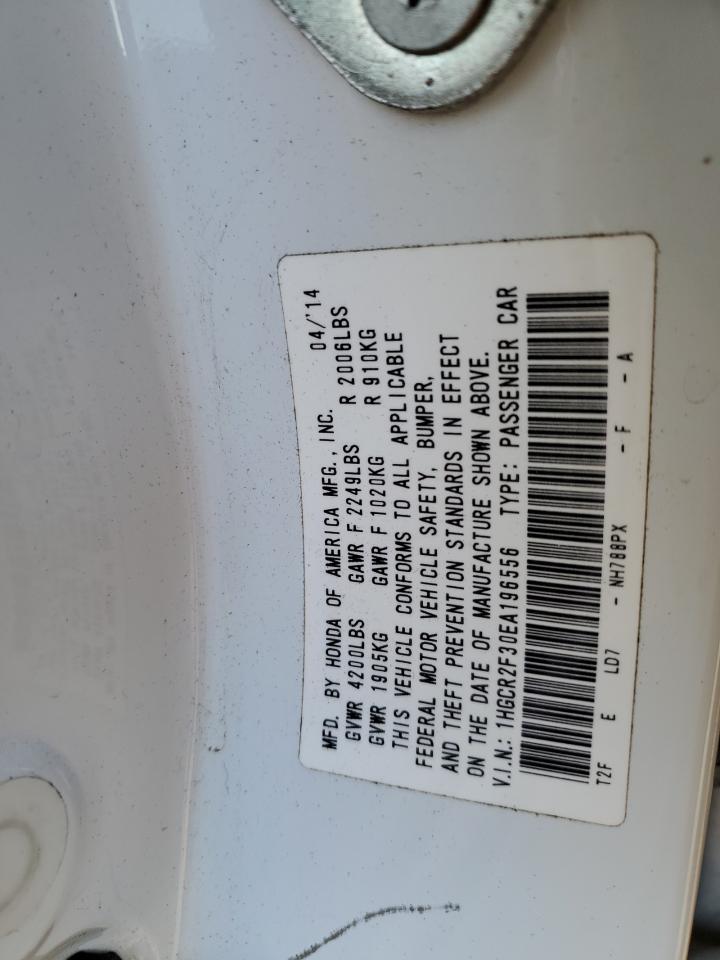 MFD. BY HONDA OF AMERICA MFG., INC. 04/'14
GVWR 4200LBS GAWR F 2249LBS R 2006LBS
GVWR 1905KG GAWR F 1020KG R 910KG
THIS VEHICLE CONFORMS TO ALL APPLICABLE
FEDERAL MOTOR VEHICLE SAFETY, BUMPER,
AND THEFT PREVENTION STANDARDS IN EFFECT
ON THE DATE OF MANUFACTURE SHOWN ABOVE.
V.I.N.: 1HGCR2F30EA196556 TYPE: PASSENGER CAR
T2F E LD7 - NH788PX - F - A